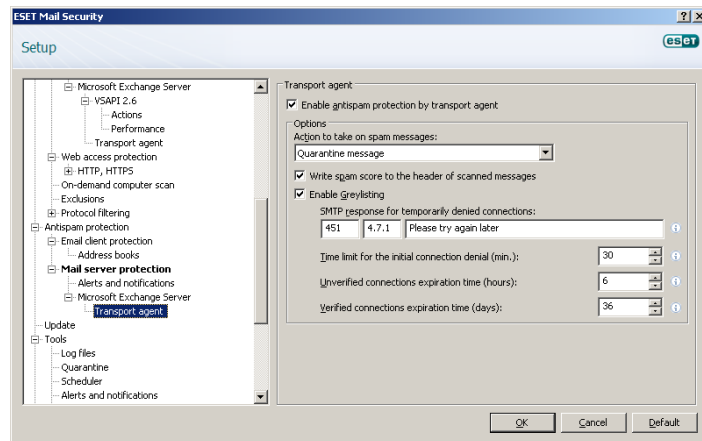 ESET Mail Security
Setup
eseT
Microsoft Exchange Server
VSAPI 2.6
Actions
Performance
Transport agent
Web access protection
HTTP, HTTPS
On-demand computer scan
Exclusions
Protocol filtering
Antispam protection
Email client protection
Address books
Mail server protection
Alerts and notifications
Microsoft Exchange Server
Transport agent
Update
Tools
Log files
Quarantine
Scheduler
Alerts and notifications
Transport agent
Enable antispam protection by transport agent
Options
Action to take on spam messages:
Quarantine message
Write spam score to the header of scanned messages
Enable Greylisting
SMTP response for temporarily denied connections:
451 4.7.1 Please try again later
Time limit for the initial connection denial (min.): 30
Unverified connections expiration time (hours): 6
Verified connections expiration time (days): 36
OK Cancel Default